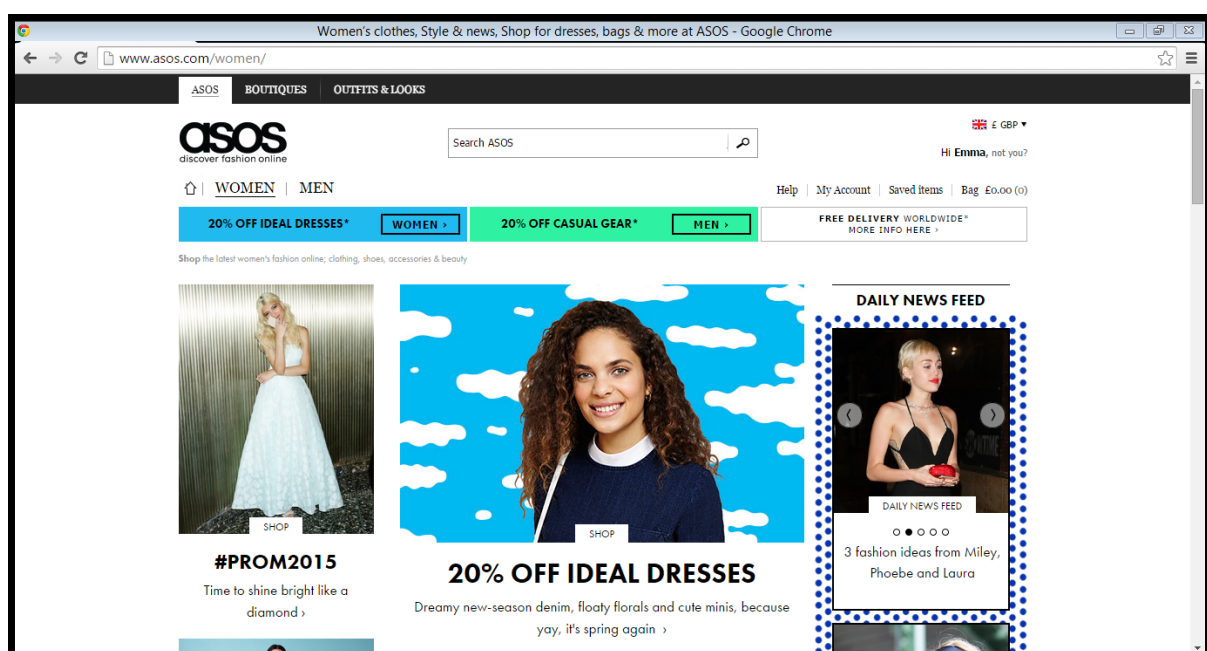 Women's clothes, Style & news, Shop for dresses, bags & more at ASOS - Google Chrome
www.asos.com/women/
ASOS BOUTIQUES OUTFITS & LOOKS
£ GBP
asos
discover fashion online
Search ASOS
Hi Emma, not you?
WOMEN | MEN
Help | My Account | Saved items | Bag £0.00 (0)
20% OFF IDEAL DRESSES* WOMEN ›
20% OFF CASUAL GEAR* MEN ›
FREE DELIVERY WORLDWIDE*
MORE INFO HERE ›
Shop the latest women's fashion online; clothing, shoes, accessories & beauty
SHOP
#PROM2015
Time to shine bright like a
diamond ›
SHOP
20% OFF IDEAL DRESSES
Dreamy new-season denim, floaty florals and cute minis, because
yay, it's spring again ›
DAILY NEWS FEED
DAILY NEWS FEED
3 fashion ideas from Miley,
Phoebe and Laura